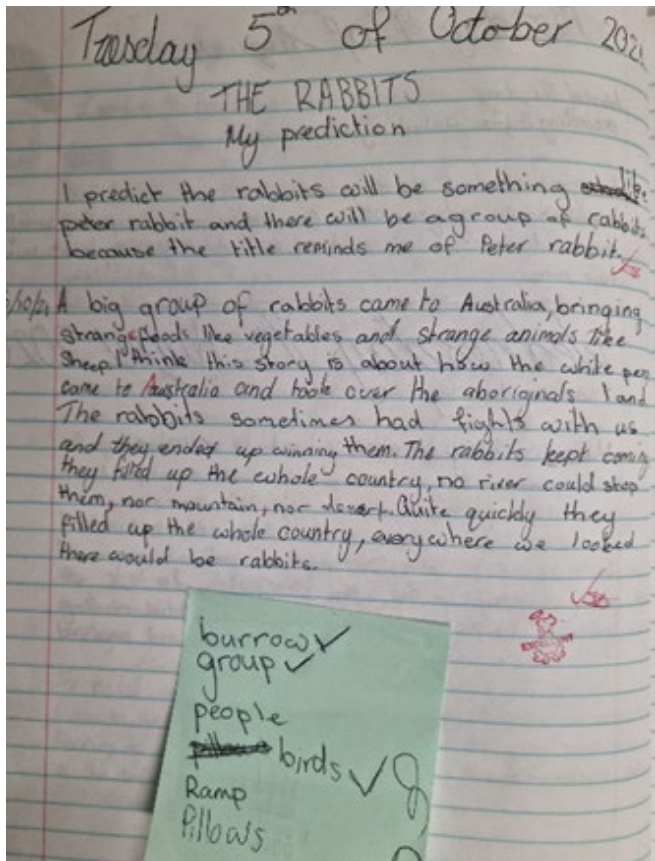 Tuesday 5th of October 202
THE RABBITS
My prediction
I predict the rabbits will be something like
peter rabbit and there will be a group of rabbits
because the title reminds me of Peter rabbit.
A big group of rabbits came to Australia, bringing
strange foods like vegetables and strange animals like
sheep. I think this story is about how the white peo
came to Australia and took over the aboriginals land
The rabbits sometimes had fights with us
and they ended up winning them. The rabbits kept coming
they filled up the whole country, no river could stop
them, nor mountain, nor desert. Quite quickly they
filled up the whole country, everywhere we looked
there would be rabbits.
burrow ✓
group ✓
people
birds ✓
Ramp
Pillows